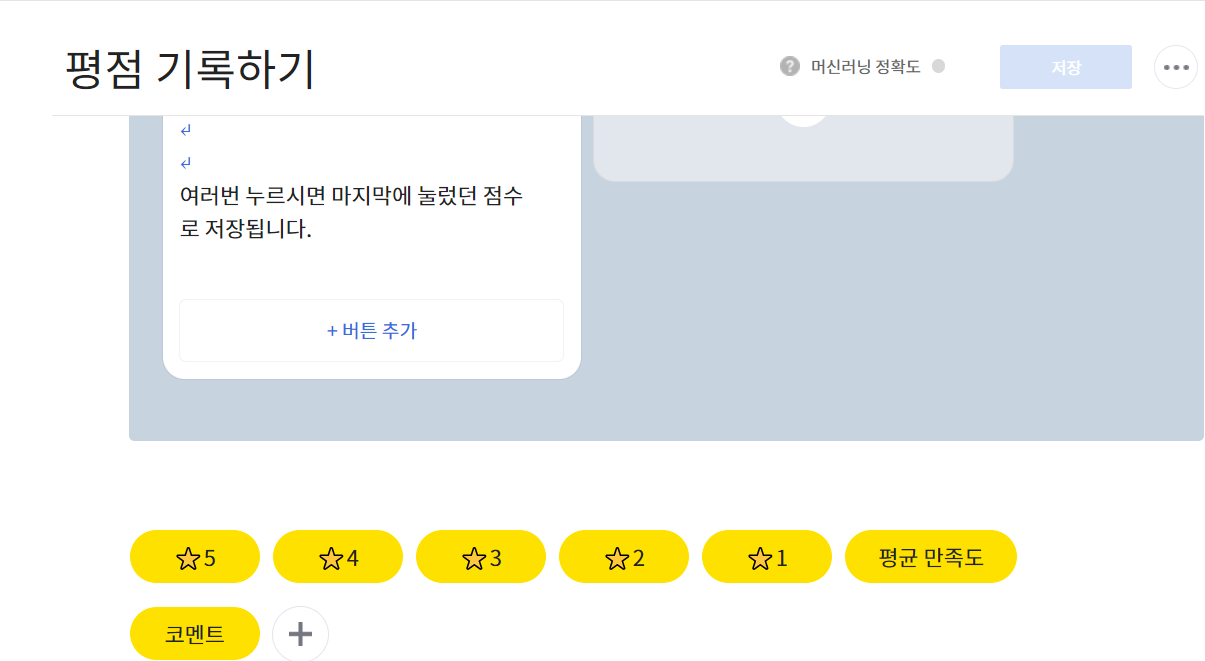 평점 기록하기
? 머신러닝 정확도
저장
↵
↵
여러번 누르시면 마지막에 눌렀던 점수
로 저장됩니다.
+ 버튼 추가
☆5
☆4
☆3
☆2
☆1
평균 만족도
코멘트